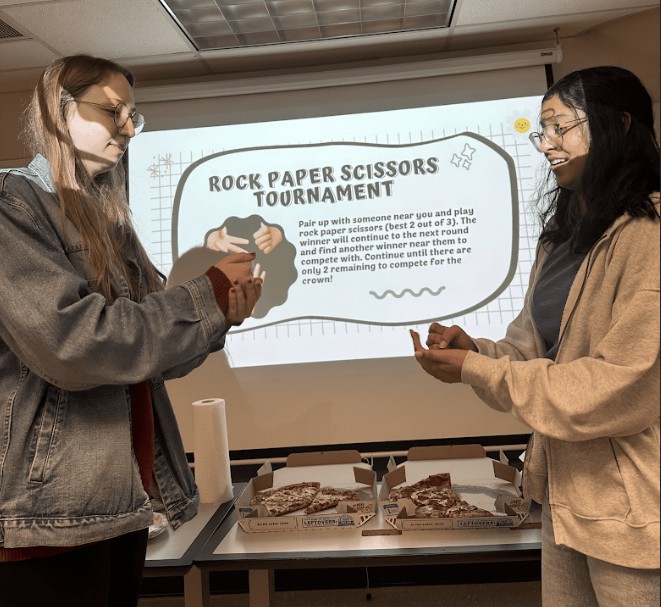 ROCK PAPER SCISSORS
TOURNAMENT
Pair up with someone near you and play
rock paper scissors (best 2 out of 3). The
winner will continue to the next round
and find another winner near them to
compete with. Continue until there are
only 2 remaining to compete for the
crown!